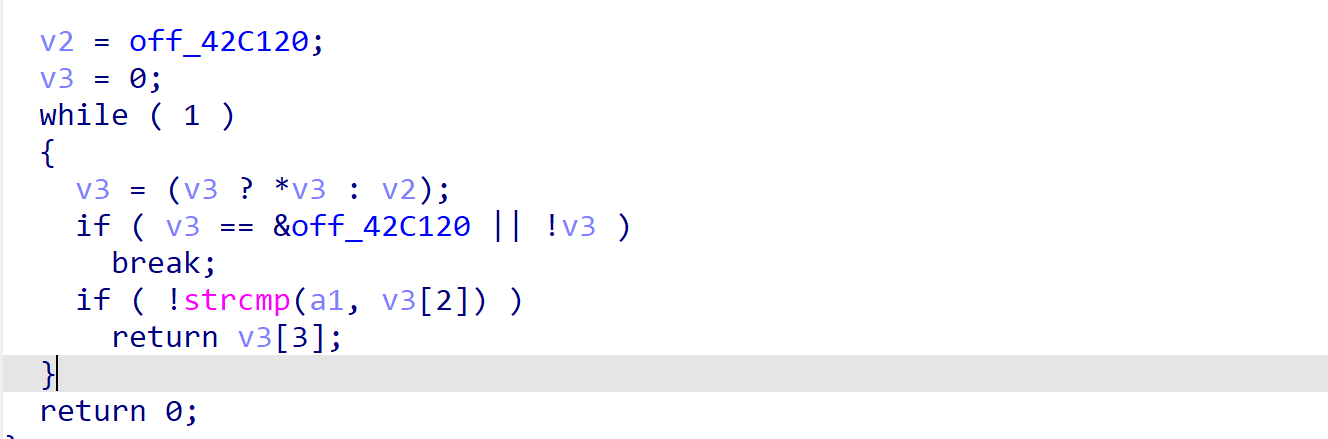 v2 = off_42C120;
v3 = 0;
while ( 1 )
{
v3 = (v3 ? *v3 : v2);
if ( v3 == &off_42C120 || !v3 )
break;
if ( !strcmp(a1, v3[2]) )
return v3[3];
}
return 0;